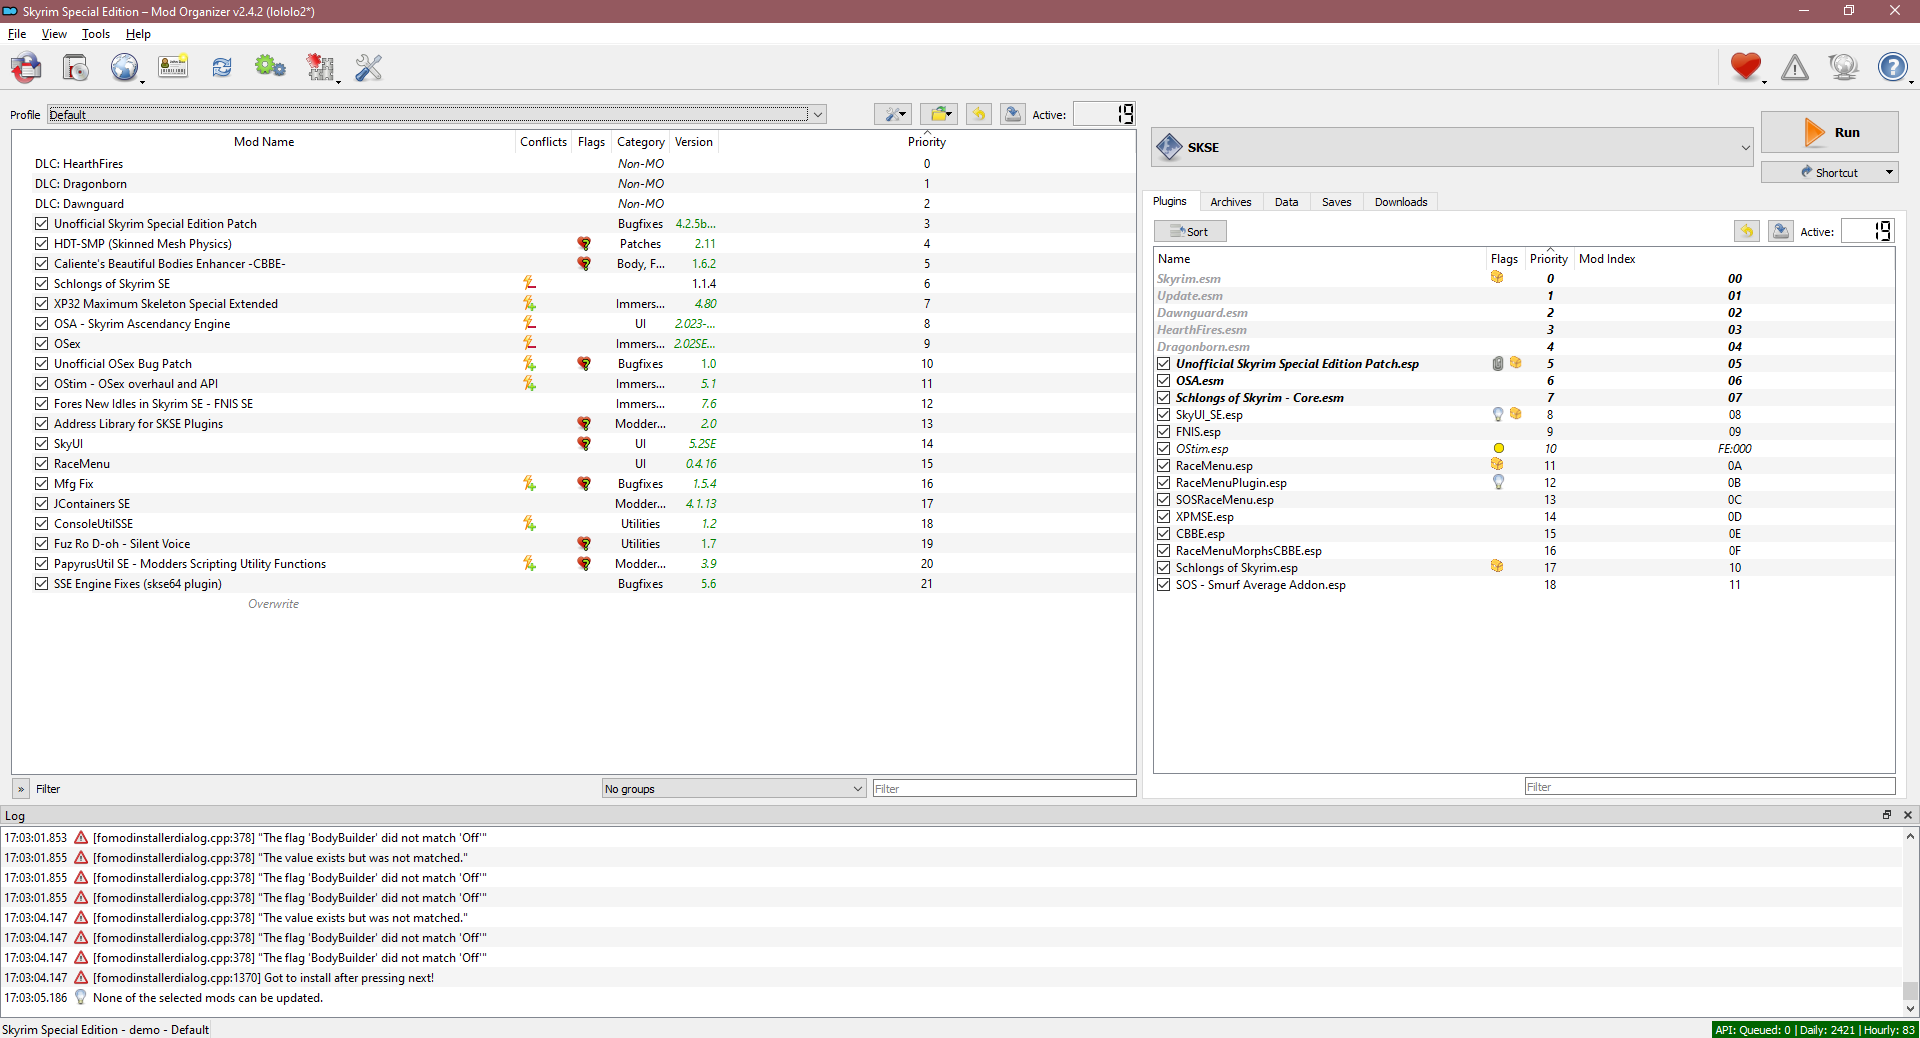 Skyrim Special Edition – Mod Organizer v2.4.2 (lololo2*)
File View Tools Help
Profile Default Active: 19
Mod Name Conflicts Flags Category Version Priority
DLC: HearthFires Non-MO 0
DLC: Dragonborn Non-MO 1
DLC: Dawnguard Non-MO 2
Unofficial Skyrim Special Edition Patch Bugfixes 4.2.5b... 3
HDT-SMP (Skinned Mesh Physics) Patches 2.11 4
Caliente's Beautiful Bodies Enhancer -CBBE- Body, F... 1.6.2 5
Schlongs of Skyrim SE 1.1.4 6
XP32 Maximum Skeleton Special Extended Immers... 4.80 7
OSA - Skyrim Ascendancy Engine UI 2.023-... 8
OSex Immers... 2.02SE... 9
Unofficial OSex Bug Patch Bugfixes 1.0 10
OStim - OSex overhaul and API Immers... 5.1 11
Fores New Idles in Skyrim SE - FNIS SE Immers... 7.6 12
Address Library for SKSE Plugins Modder... 2.0 13
SkyUI UI 5.2SE 14
RaceMenu UI 0.4.16 15
Mfg Fix Bugfixes 1.5.4 16
JContainers SE Modder... 4.1.13 17
ConsoleUtilSSE Utilities 1.2 18
Fuz Ro D-oh - Silent Voice Utilities 1.7 19
PapyrusUtil SE - Modders Scripting Utility Functions Modder... 3.9 20
SSE Engine Fixes (skse64 plugin) Bugfixes 5.6 21
Overwrite
» Filter No groups Filter
SKSE
Run
Shortcut
Plugins Archives Data Saves Downloads
Sort Active: 19
Name Flags Priority Mod Index
Skyrim.esm 0 00
Update.esm 1 01
Dawnguard.esm 2 02
HearthFires.esm 3 03
Dragonborn.esm 4 04
Unofficial Skyrim Special Edition Patch.esp 5 05
OSA.esm 6 06
Schlongs of Skyrim - Core.esm 7 07
SkyUI_SE.esp 8 08
FNIS.esp 9 09
OStim.esp 10 FE:000
RaceMenu.esp 11 0A
RaceMenuPlugin.esp 12 0B
SOSRaceMenu.esp 13 0C
XPMSE.esp 14 0D
CBBE.esp 15 0E
RaceMenuMorphsCBBE.esp 16 0F
Schlongs of Skyrim.esp 17 10
SOS - Smurf Average Addon.esp 18 11
Filter
Log
17:03:01.853 [fomodinstallerdialog.cpp:378] "The flag 'BodyBuilder' did not match 'Off'"
17:03:01.855 [fomodinstallerdialog.cpp:378] "The value exists but was not matched."
17:03:01.855 [fomodinstallerdialog.cpp:378] "The flag 'BodyBuilder' did not match 'Off'"
17:03:01.855 [fomodinstallerdialog.cpp:378] "The flag 'BodyBuilder' did not match 'Off'"
17:03:04.147 [fomodinstallerdialog.cpp:378] "The value exists but was not matched."
17:03:04.147 [fomodinstallerdialog.cpp:378] "The flag 'BodyBuilder' did not match 'Off'"
17:03:04.147 [fomodinstallerdialog.cpp:378] "The flag 'BodyBuilder' did not match 'Off'"
17:03:04.147 [fomodinstallerdialog.cpp:1370] Got to install after pressing next!
17:03:05.186 None of the selected mods can be updated.
Skyrim Special Edition - demo - Default
API: Queued: 0 | Daily: 2421 | Hourly: 83